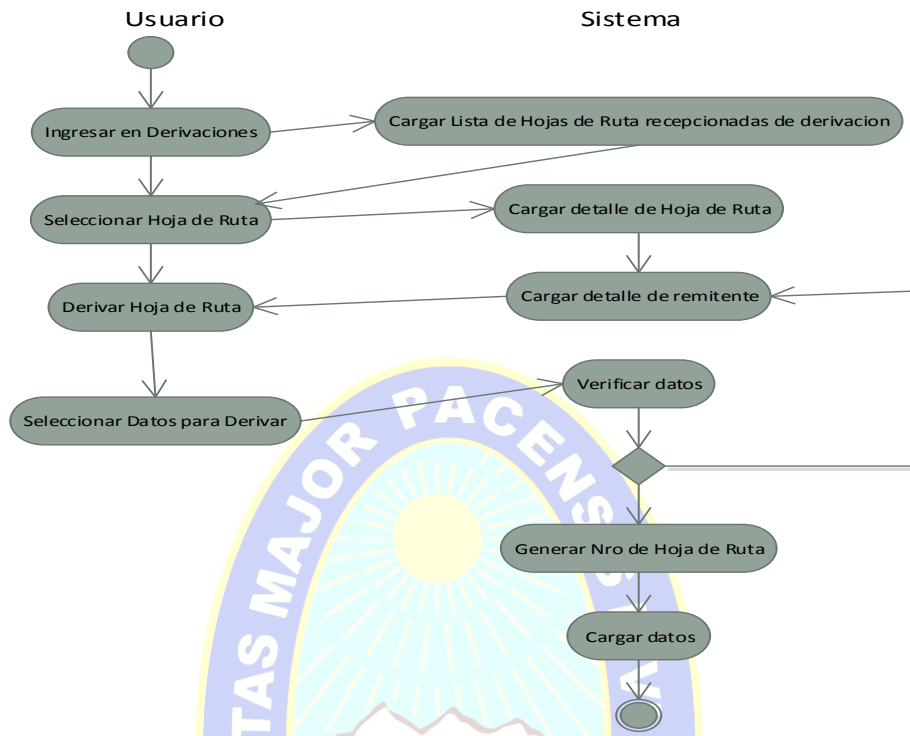 Usuario
Sistema
Ingresar en Derivaciones
Cargar Lista de Hojas de Ruta recepcionadas de derivacion
Seleccionar Hoja de Ruta
Cargar detalle de Hoja de Ruta
Derivar Hoja de Ruta
Cargar detalle de remitente
Verificar datos
Seleccionar Datos para Derivar
Generar Nro de Hoja de Ruta
Cargar datos
TAS MAJOR PACENS